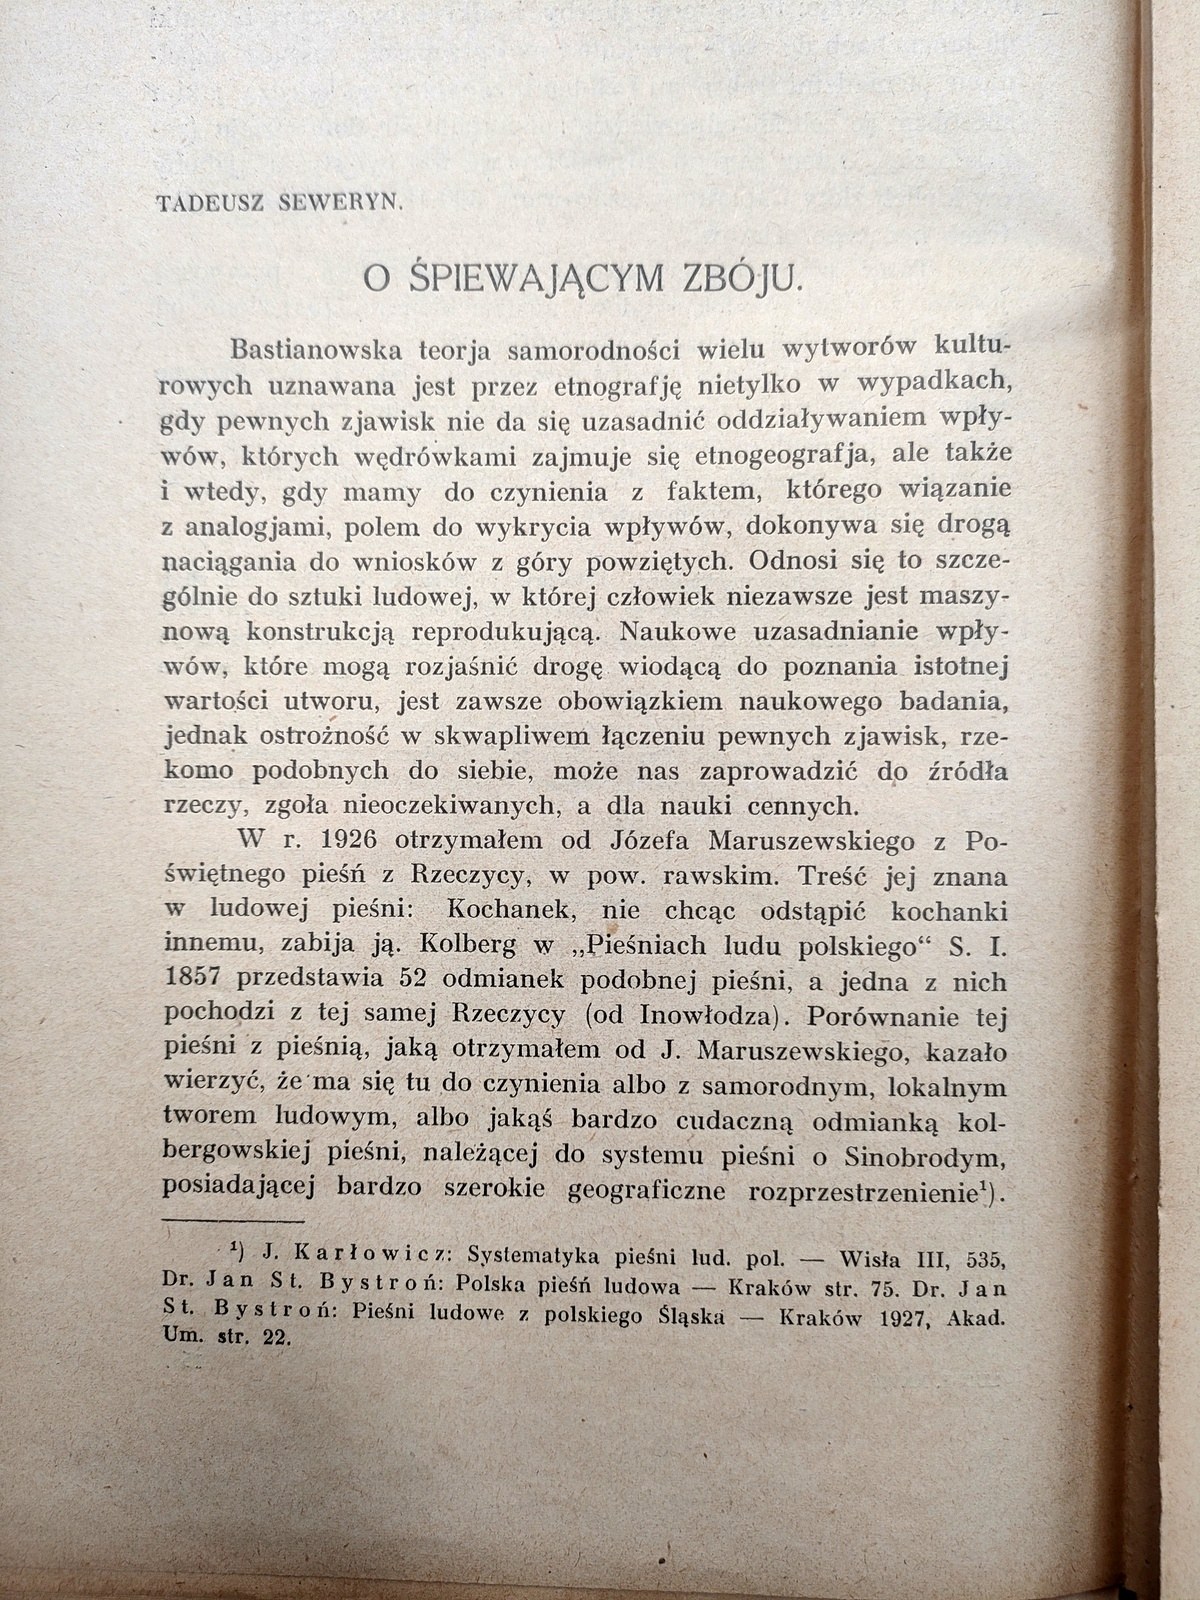 TADEUSZ SEWERYN.
O ŚPIEWAJĄCYM ZBÓJU.
Bastianowska teorja samorodności wielu wytworów kultu-
rowych uznawana jest przez etnografję nietylko w wypadkach,
gdy pewnych zjawisk nie da się uzasadnić oddziaływaniem wpły-
wów, których wędrówkami zajmuje się etnogeografja, ale także
i wtedy, gdy mamy do czynienia z faktem, którego wiązanie
z analogjami, polem do wykrycia wpływów, dokonywa się drogą
naciągania do wniosków z góry powziętych. Odnosi się to szcze-
gólnie do sztuki ludowej, w której człowiek niezawsze jest maszy-
nową konstrukcją reprodukującą. Naukowe uzasadnianie wpły-
wów, które mogą rozjaśnić drogę wiodącą do poznania istotnej
wartości utworu, jest zawsze obowiązkiem naukowego badania,
jednak ostrożność w skwapliwem łączeniu pewnych zjawisk, rze-
komo podobnych do siebie, może nas zaprowadzić do źródła
rzeczy, zgoła nieoczekiwanych, a dla nauki cennych.
W r. 1926 otrzymałem od Józefa Maruszewskiego z Po-
świętnego pieśń z Rzeczycy, w pow. rawskim. Treść jej znana
w ludowej pieśni: Kochanek, nie chcąc odstąpić kochanki
innemu, zabija ją. Kolberg w „Pieśniach ludu polskiego“ S. I.
1857 przedstawia 52 odmianek podobnej pieśni, a jedna z nich
pochodzi z tej samej Rzeczycy (od Inowłodza). Porównanie tej
pieśni z pieśnią, jaką otrzymałem od J. Maruszewskiego, kazało
wierzyć, że ma się tu do czynienia albo z samorodnym, lokalnym
tworem ludowym, albo jakąś bardzo cudaczną odmianką kol-
bergowskiej pieśni, należącej do systemu pieśni o Sinobrodym,
posiadającej bardzo szerokie geograficzne rozprzestrzenienie¹).
¹) J. Karłowicz: Systematyka pieśni lud. pol. — Wisła III, 535,
Dr. Jan St. Bystroń: Polska pieśń ludowa — Kraków str. 75. Dr. Jan
St. Bystroń: Pieśni ludowe z polskiego Śląska — Kraków 1927, Akad.
Um. str. 22.